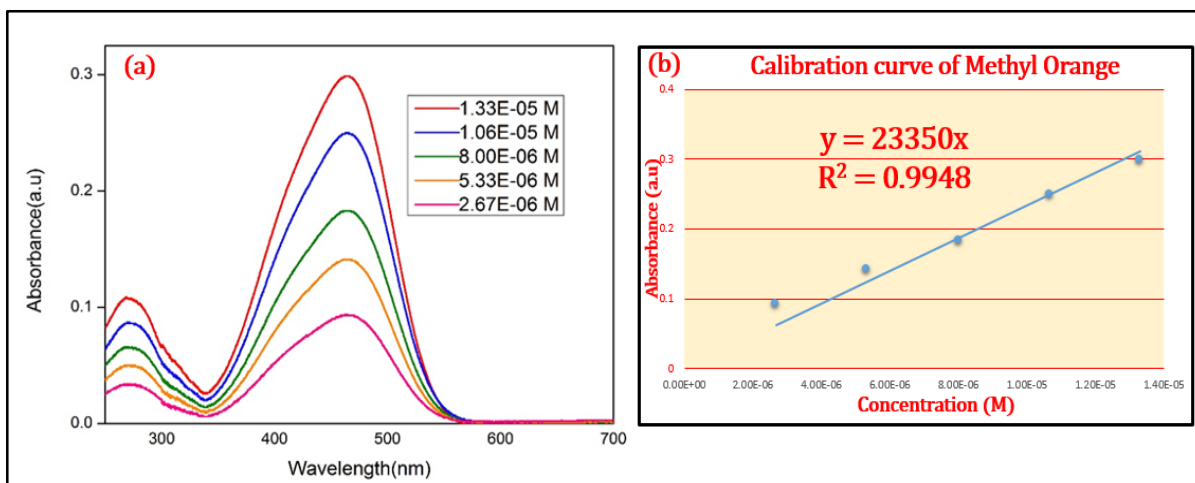 (a)
0.3
0.2
0.1
0.0
Absorbance(a.u)
1.33E-05 M
1.06E-05 M
8.00E-06 M
5.33E-06 M
2.67E-06 M
300
400
500
600
700
Wavelength(nm)
(b)
Calibration curve of Methyl Orange
0.4
0.3
0.2
0.1
0
Absorbance (a.u)
y = 23350x
R² = 0.9948
0.00E+00
2.00E-06
4.00E-06
6.00E-06
8.00E-06
1.00E-05
1.20E-05
1.40E-05
Concentration (M)